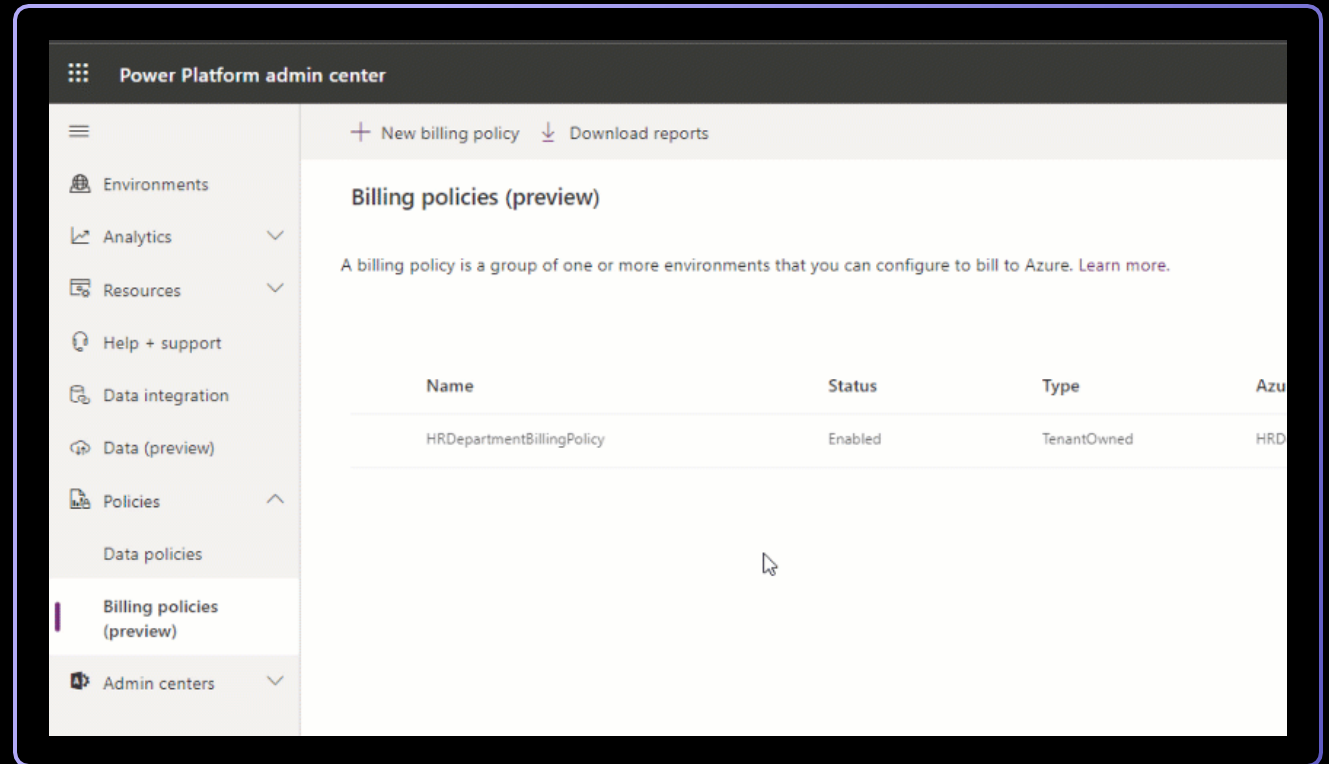 Power Platform admin center
New billing policy
Download reports
Environments
Analytics
Resources
Help + support
Data integration
Data (preview)
Policies
Data policies
Billing policies
(preview)
Admin centers
Billing policies (preview)
A billing policy is a group of one or more environments that you can configure to bill to Azure. Learn more.
Name Status Type Azu
HRDepartmentBillingPolicy Enabled TenantOwned HRD